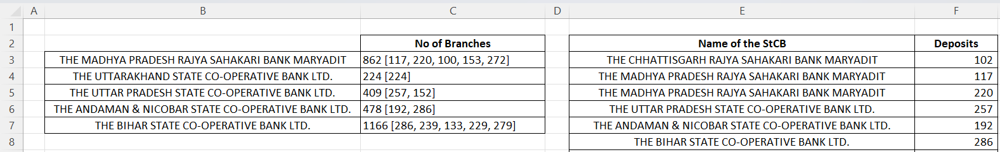 A B C D E F
1
2 No of Branches Name of the StCB Deposits
3 THE MADHYA PRADESH RAJYA SAHAKARI BANK MARYADIT 862 [117, 220, 100, 153, 272] THE CHHATTISGARH RAJYA SAHAKARI BANK MARYADIT 102
4 THE UTTARAKHAND STATE CO-OPERATIVE BANK LTD. 224 [224] THE MADHYA PRADESH RAJYA SAHAKARI BANK MARYADIT 117
5 THE UTTAR PRADESH STATE CO-OPERATIVE BANK LTD. 409 [257, 152] THE MADHYA PRADESH RAJYA SAHAKARI BANK MARYADIT 220
6 THE ANDAMAN & NICOBAR STATE CO-OPERATIVE BANK LTD. 478 [192, 286] THE UTTAR PRADESH STATE CO-OPERATIVE BANK LTD. 257
7 THE BIHAR STATE CO-OPERATIVE BANK LTD. 1166 [286, 239, 133, 229, 279] THE ANDAMAN & NICOBAR STATE CO-OPERATIVE BANK LTD. 192
8 THE BIHAR STATE CO-OPERATIVE BANK LTD. 286